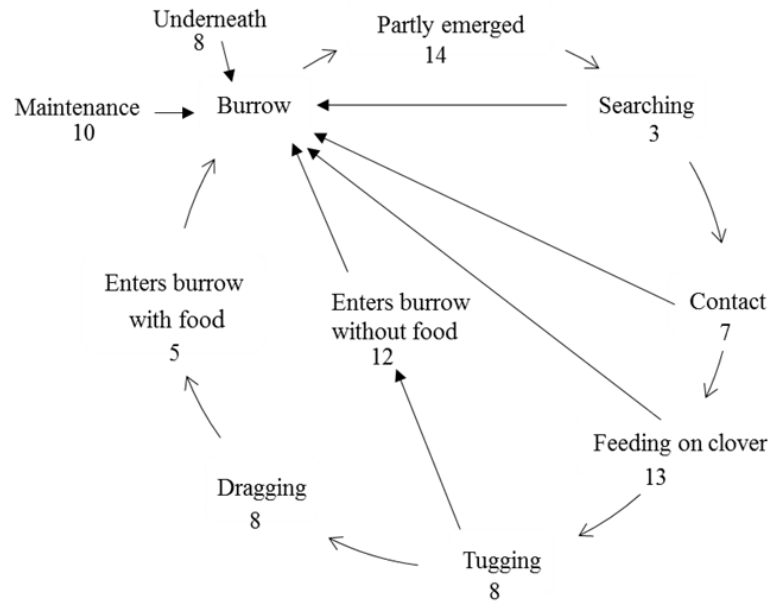 Underneath
8
Partly emerged
14
Maintenance
10
Burrow
Searching
3
Enters burrow
with food
5
Enters burrow
without food
12
Contact
7
Feeding on clover
13
Dragging
8
Tugging
8